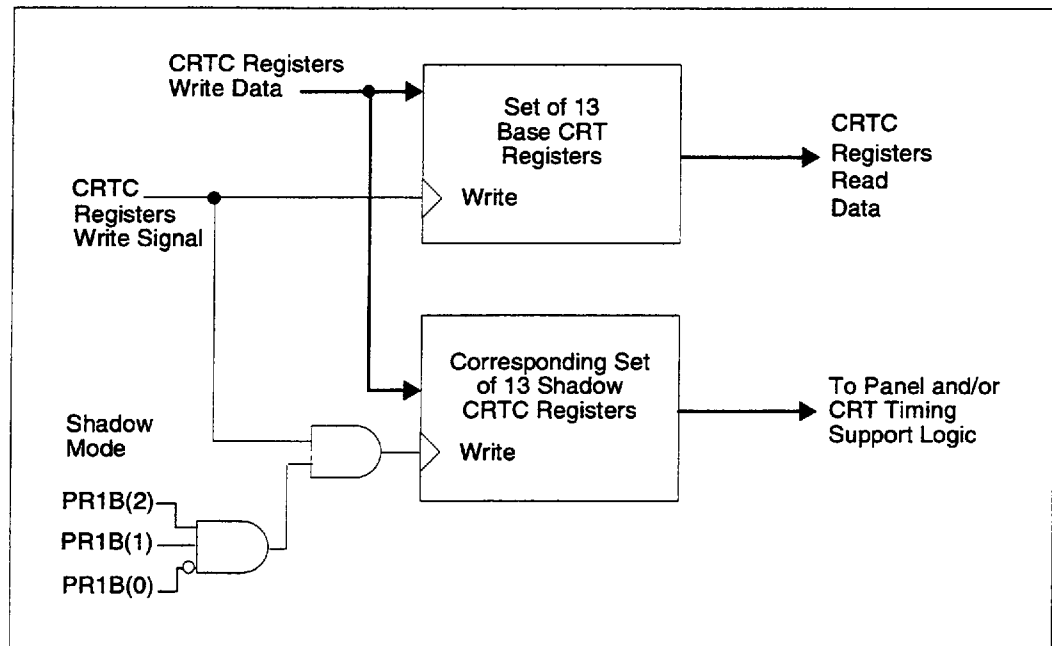 CRTC Registers
Write Data
Set of 13
Base CRT
Registers
Write
CRTC
Registers
Read
Data
CRTC
Registers
Write Signal
Corresponding Set
of 13 Shadow
CRTC Registers
Write
To Panel and/or
CRT Timing
Support Logic
Shadow
Mode
PR1B(2)
PR1B(1)
PR1B(0)